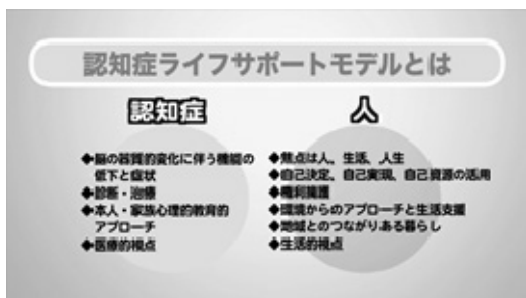 認知症ライフサポートモデルとは
認知症
◆脳の器質的変化に伴う機能の
低下と症状
◆診断・治療
◆本人・家族心理的教育的
アプローチ
◆医療的視点
人
◆焦点は人、生活、人生
◆自己決定、自己実現、自己資源の活用
◆権利擁護
◆環境からのアプローチと生活支援
◆地域とのつながりある暮らし
◆生活的視点